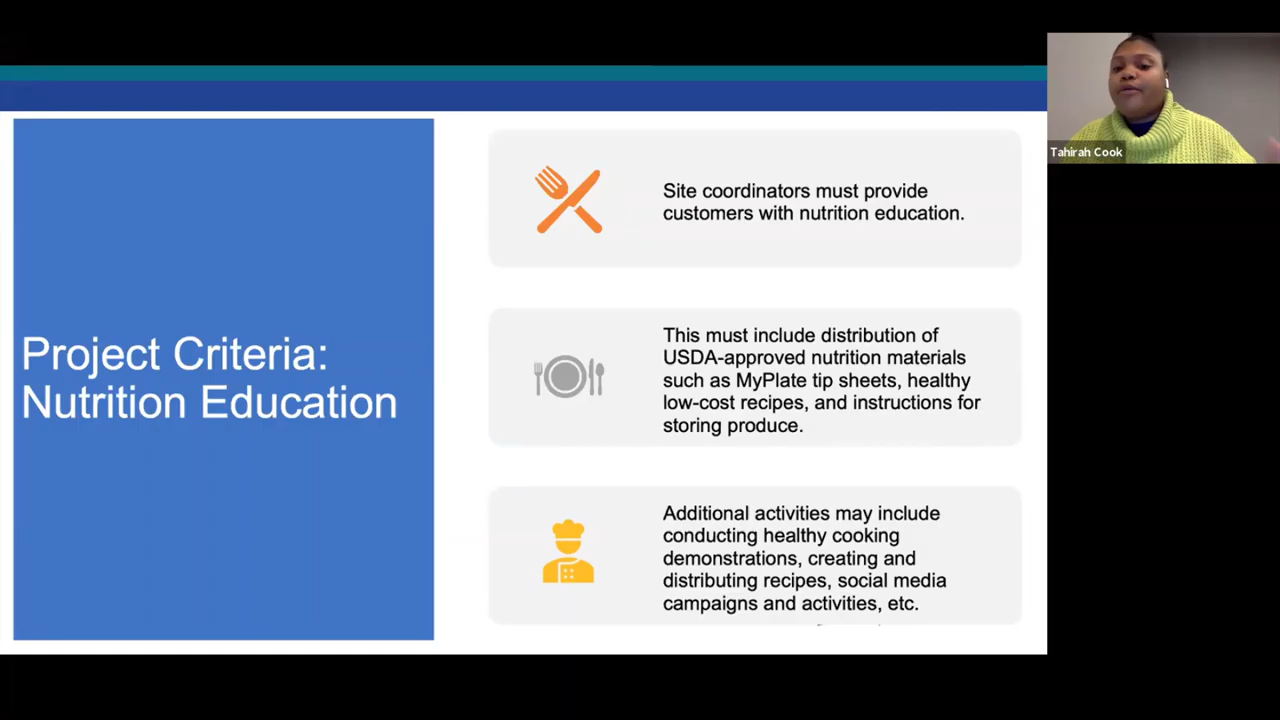 Project Criteria:
Nutrition Education
Site coordinators must provide
customers with nutrition education.
This must include distribution of
USDA-approved nutrition materials
such as MyPlate tip sheets, healthy
low-cost recipes, and instructions for
storing produce.
Additional activities may include
conducting healthy cooking
demonstrations, creating and
distributing recipes, social media
campaigns and activities, etc.
Tahirah Cook